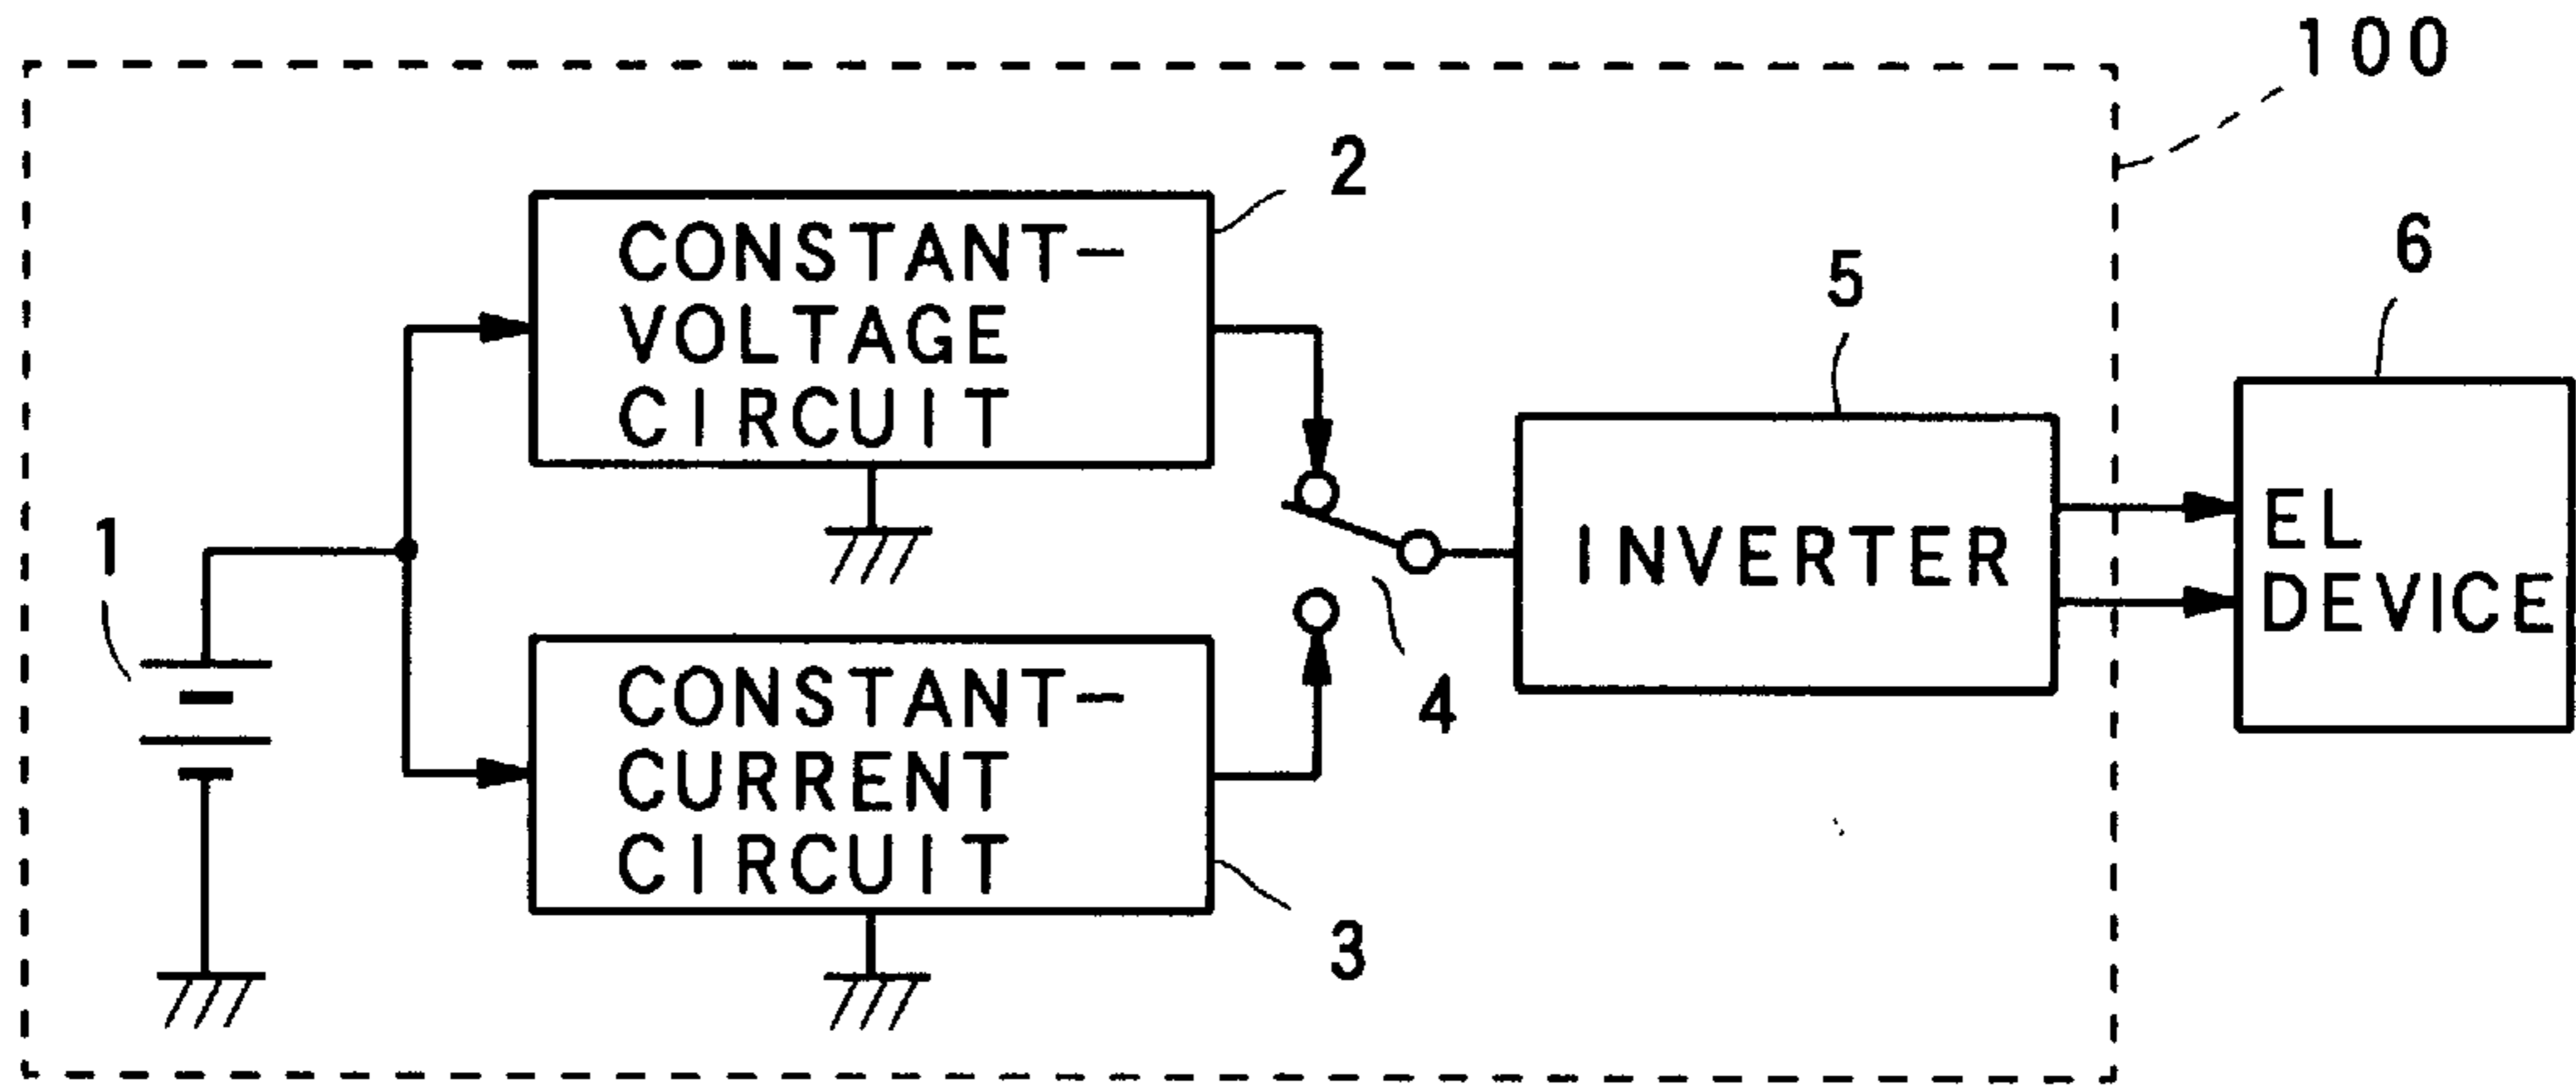 100
2
CONSTANT-
VOLTAGE
CIRCUIT
5
6
1
INVERTER
EL
DEVICE
4
CONSTANT-
CURRENT
CIRCUIT
3